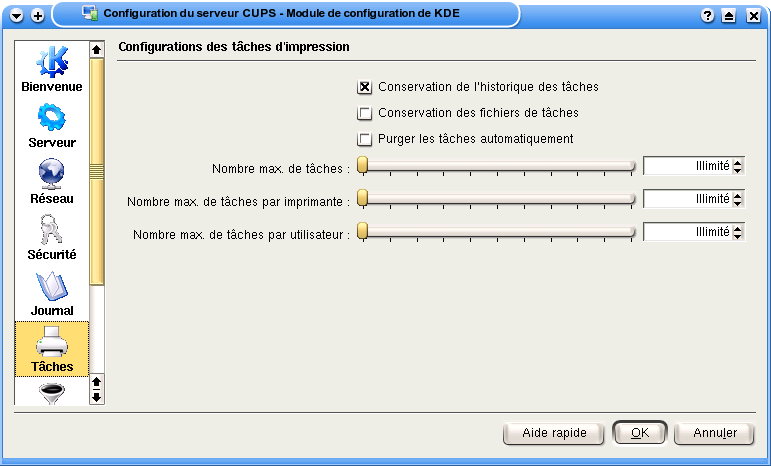 Configuration du serveur CUPS - Module de configuration de KDE
Bienvenue
Serveur
Réseau
Sécurité
Journal
Tâches
Configurations des tâches d'impression
Conservation de l'historique des tâches
Conservation des fichiers de tâches
Purger les tâches automatiquement
Nombre max. de tâches : Illimité
Nombre max. de tâches par imprimante : Illimité
Nombre max. de tâches par utilisateur : Illimité
Aide rapide OK Annuler